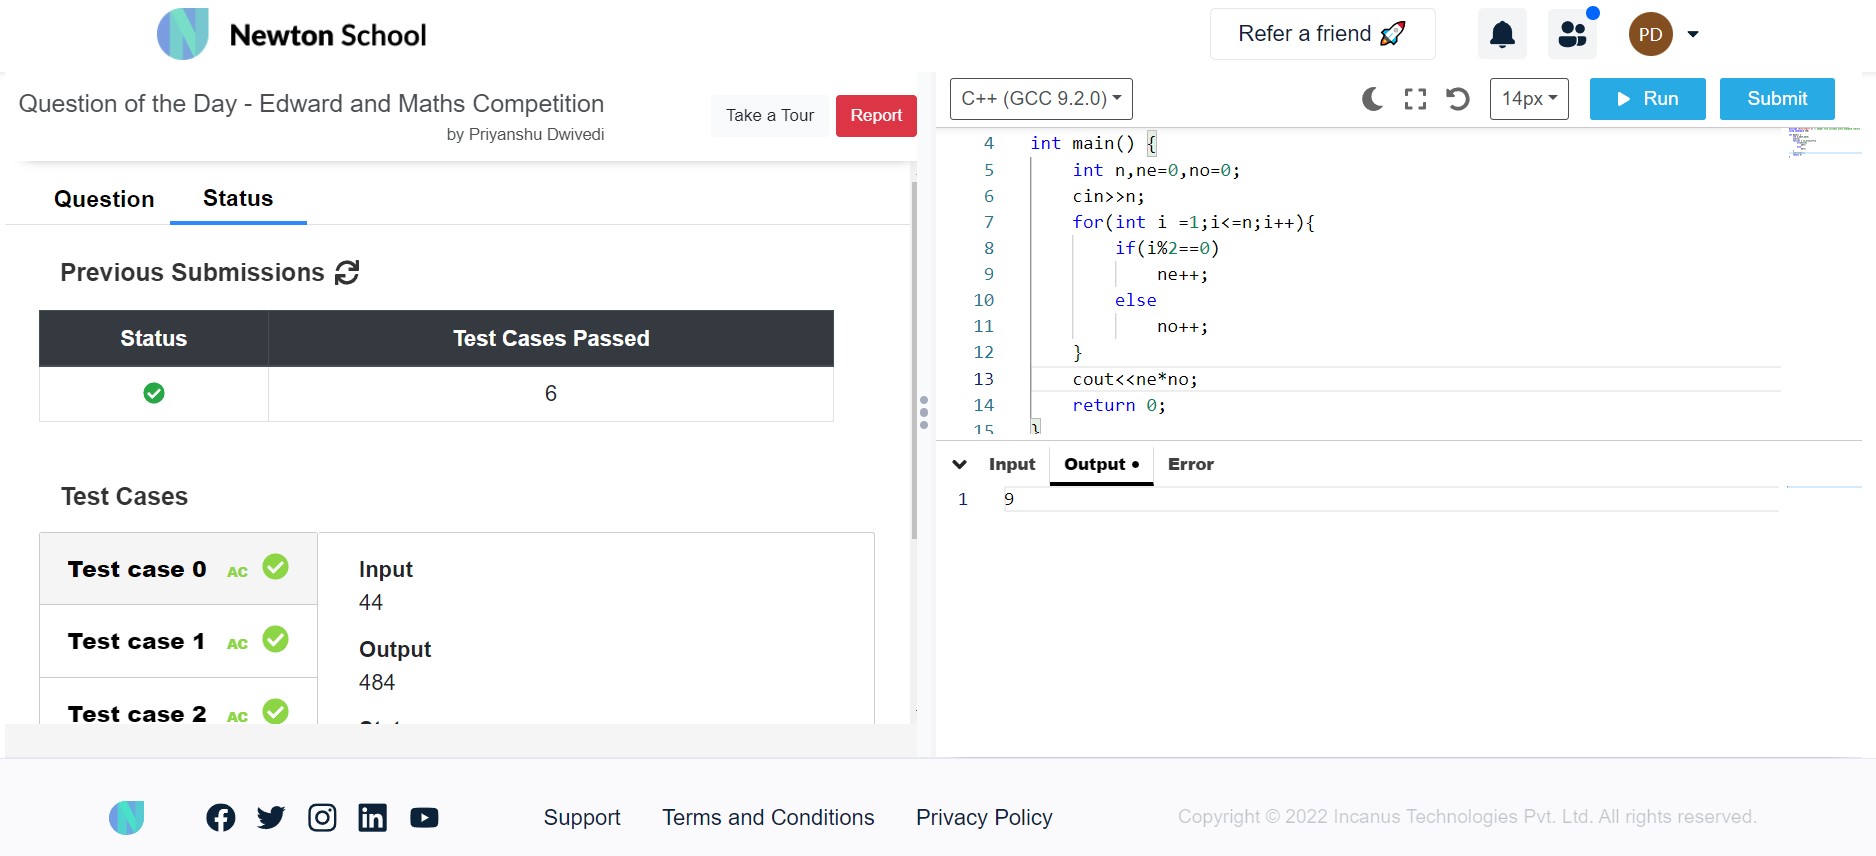 Newton School
Refer a friend
PD
Question of the Day - Edward and Maths Competition
by Priyanshu Dwivedi
Take a Tour
Report
Question
Status
Previous Submissions
Status
Test Cases Passed
6
Test Cases
Test case 0 AC
Test case 1 AC
Test case 2 AC
Input
44
Output
484
C++ (GCC 9.2.0)
14px
Run
Submit
4 int main() {
5 int n,ne=0,no=0;
6 cin>>n;
7 for(int i =1;i<=n;i++){
8 if(i%2==0)
9 ne++;
10 else
11 no++;
12 }
13 cout<<ne*no;
14 return 0;
15 }
Input
Output •
Error
1 9
Support
Terms and Conditions
Privacy Policy
Copyright © 2022 Incanus Technologies Pvt. Ltd. All rights reserved.